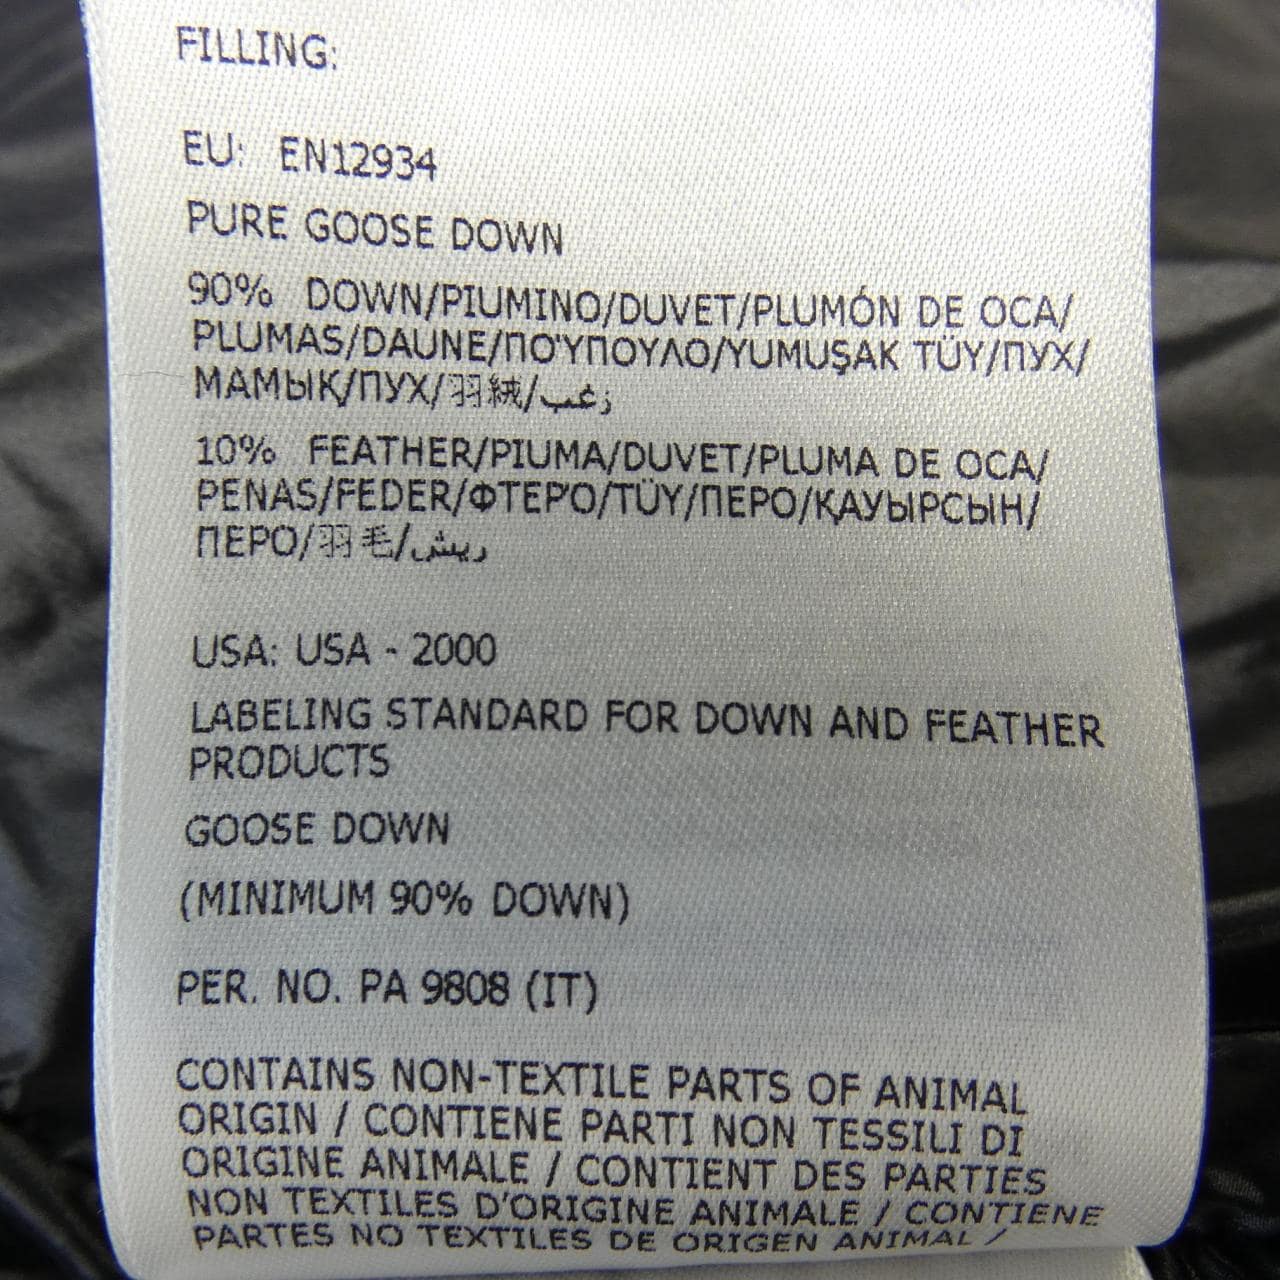 FILLING:
EU: EN12934
PURE GOOSE DOWN
90% DOWN/PIUMINO/DUVET/PLUMÓN DE OCA/
PLUMAS/DAUNE/ΠΟΎΠΟΥΛΟ/YUMUŞAK TÜY/ПУХ/
МАМЫҚ/ПУХ/羽絨/زغب
10% FEATHER/PIUMA/DUVET/PLUMA DE OCA/
PENAS/FEDER/ΦΤΕΡΌ/TÜY/ПЕРО/ҚАУЫРСЫН/
ПЕРО/羽毛/ريش
USA: USA - 2000
LABELING STANDARD FOR DOWN AND FEATHER
PRODUCTS
GOOSE DOWN
(MINIMUM 90% DOWN)
PER. NO. PA 9808 (IT)
CONTAINS NON-TEXTILE PARTS OF ANIMAL
ORIGIN / CONTIENE PARTI NON TESSILI DI
ORIGINE ANIMALE / CONTIENT DES PARTIES
NON TEXTILES D'ORIGINE ANIMALE / CONTIENE
PARTES NO TEXTILES DE ORIGEN ANIMAL /